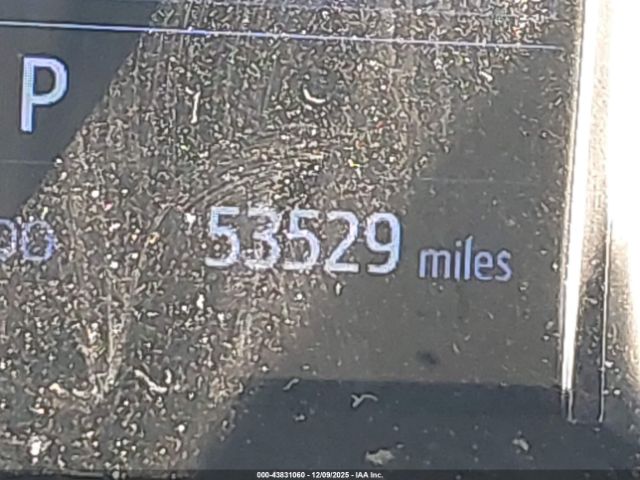 P
53529 miles
000-43831060 - 12/09/2025 - IAA Inc.